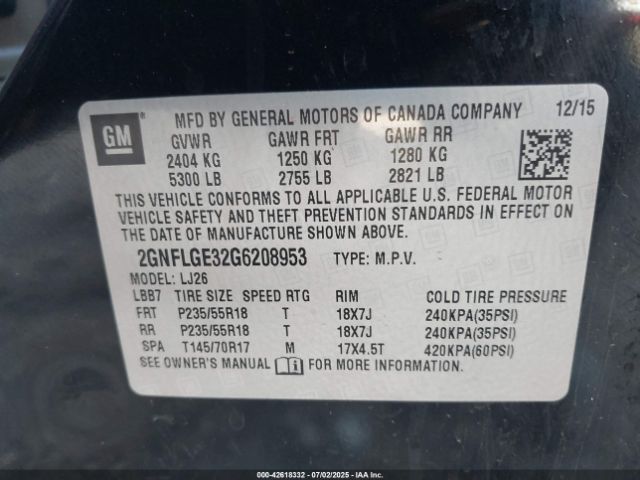 GM
MFD BY GENERAL MOTORS OF CANADA COMPANY 12/15
GVWR GAWR FRT GAWR RR
2404 KG 1250 KG 1280 KG
5300 LB 2755 LB 2821 LB
THIS VEHICLE CONFORMS TO ALL APPLICABLE U.S. FEDERAL MOTOR
VEHICLE SAFETY AND THEFT PREVENTION STANDARDS IN EFFECT ON
THE DATE OF MANUFACTURE SHOWN ABOVE.
2GNFLGE32G6208953 TYPE: M.P.V.
MODEL: LJ26
LBB7 TIRE SIZE SPEED RTG RIM COLD TIRE PRESSURE
FRT P235/55R18 T 18X7J 240KPA(35PSI)
RR P235/55R18 T 18X7J 240KPA(35PSI)
SPA T145/70R17 M 17X4.5T 420KPA(60PSI)
SEE OWNER'S MANUAL FOR MORE INFORMATION.
000-42618332 | 07/02/2025 | IAAI.COM